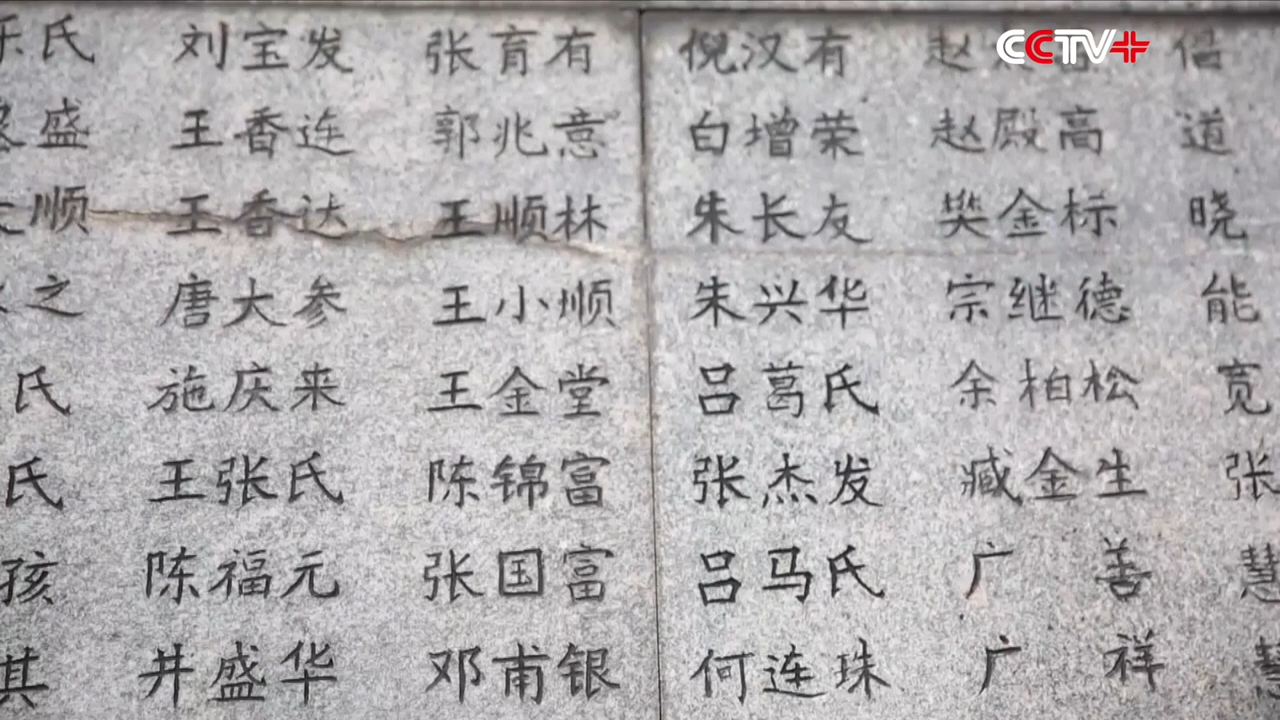 CCTV+
氏 刘宝发 张育有 倪汉有 赵
盛 王香连 郭兆意 白增荣 赵殿高 道
顺 王香达 王顺林 朱长友 樊金标 晓
之 唐大参 王小顺 朱兴华 宗继德 能
氏 施庆来 王金堂 吕葛氏 余柏松 宽
氏 王张氏 陈锦富 张杰发 臧金生 张
孩 陈福元 张国富 吕马氏 广善 慧
其 井盛华 邓甫银 何连珠 广祥